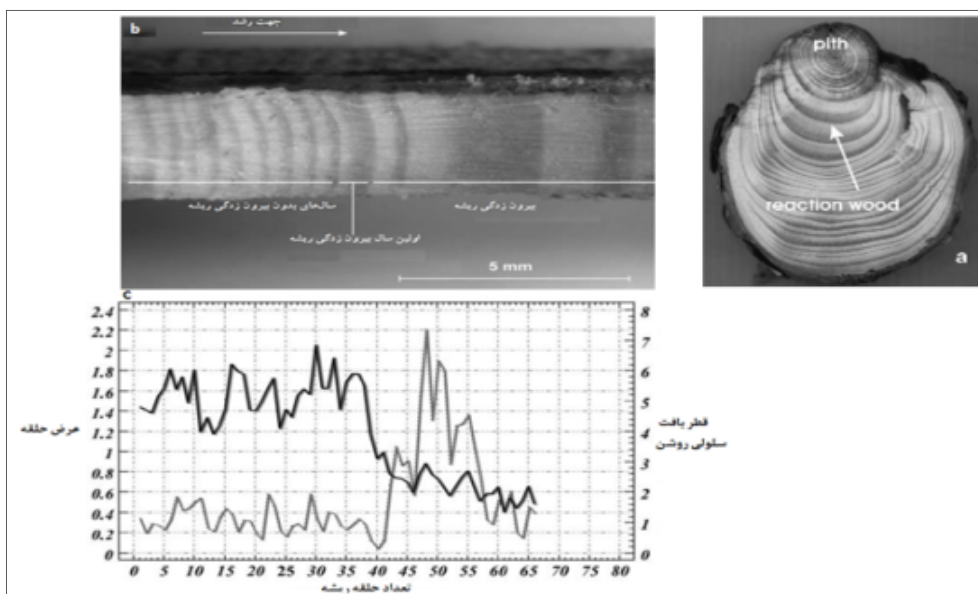 b
جهت رشد
سال‌های بدون بیرون زدگی ریشه
بیرون زدگی ریشه
اولین سال بیرون زدگی ریشه
5 mm
pith
reaction wood
a
c
2.4
2.2
2
1.8
1.6
1.4
1.2
1
0.8
0.6
0.4
0.2
0
عرض حلقه
8
7
6
5
4
3
2
1
0
قطر بافت
سلولی روشن
0 5 10 15 20 25 30 35 40 45 50 55 60 65 70 75 80
تعداد حلقه ریشه